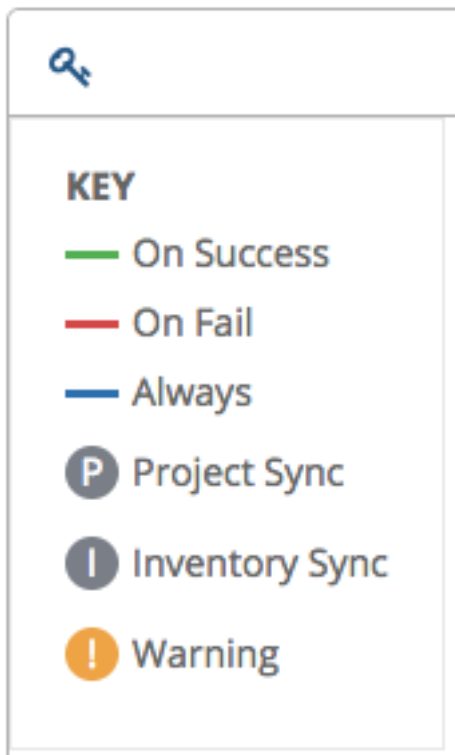 KEY
On Success
On Fail
Always
P Project Sync
I Inventory Sync
! Warning